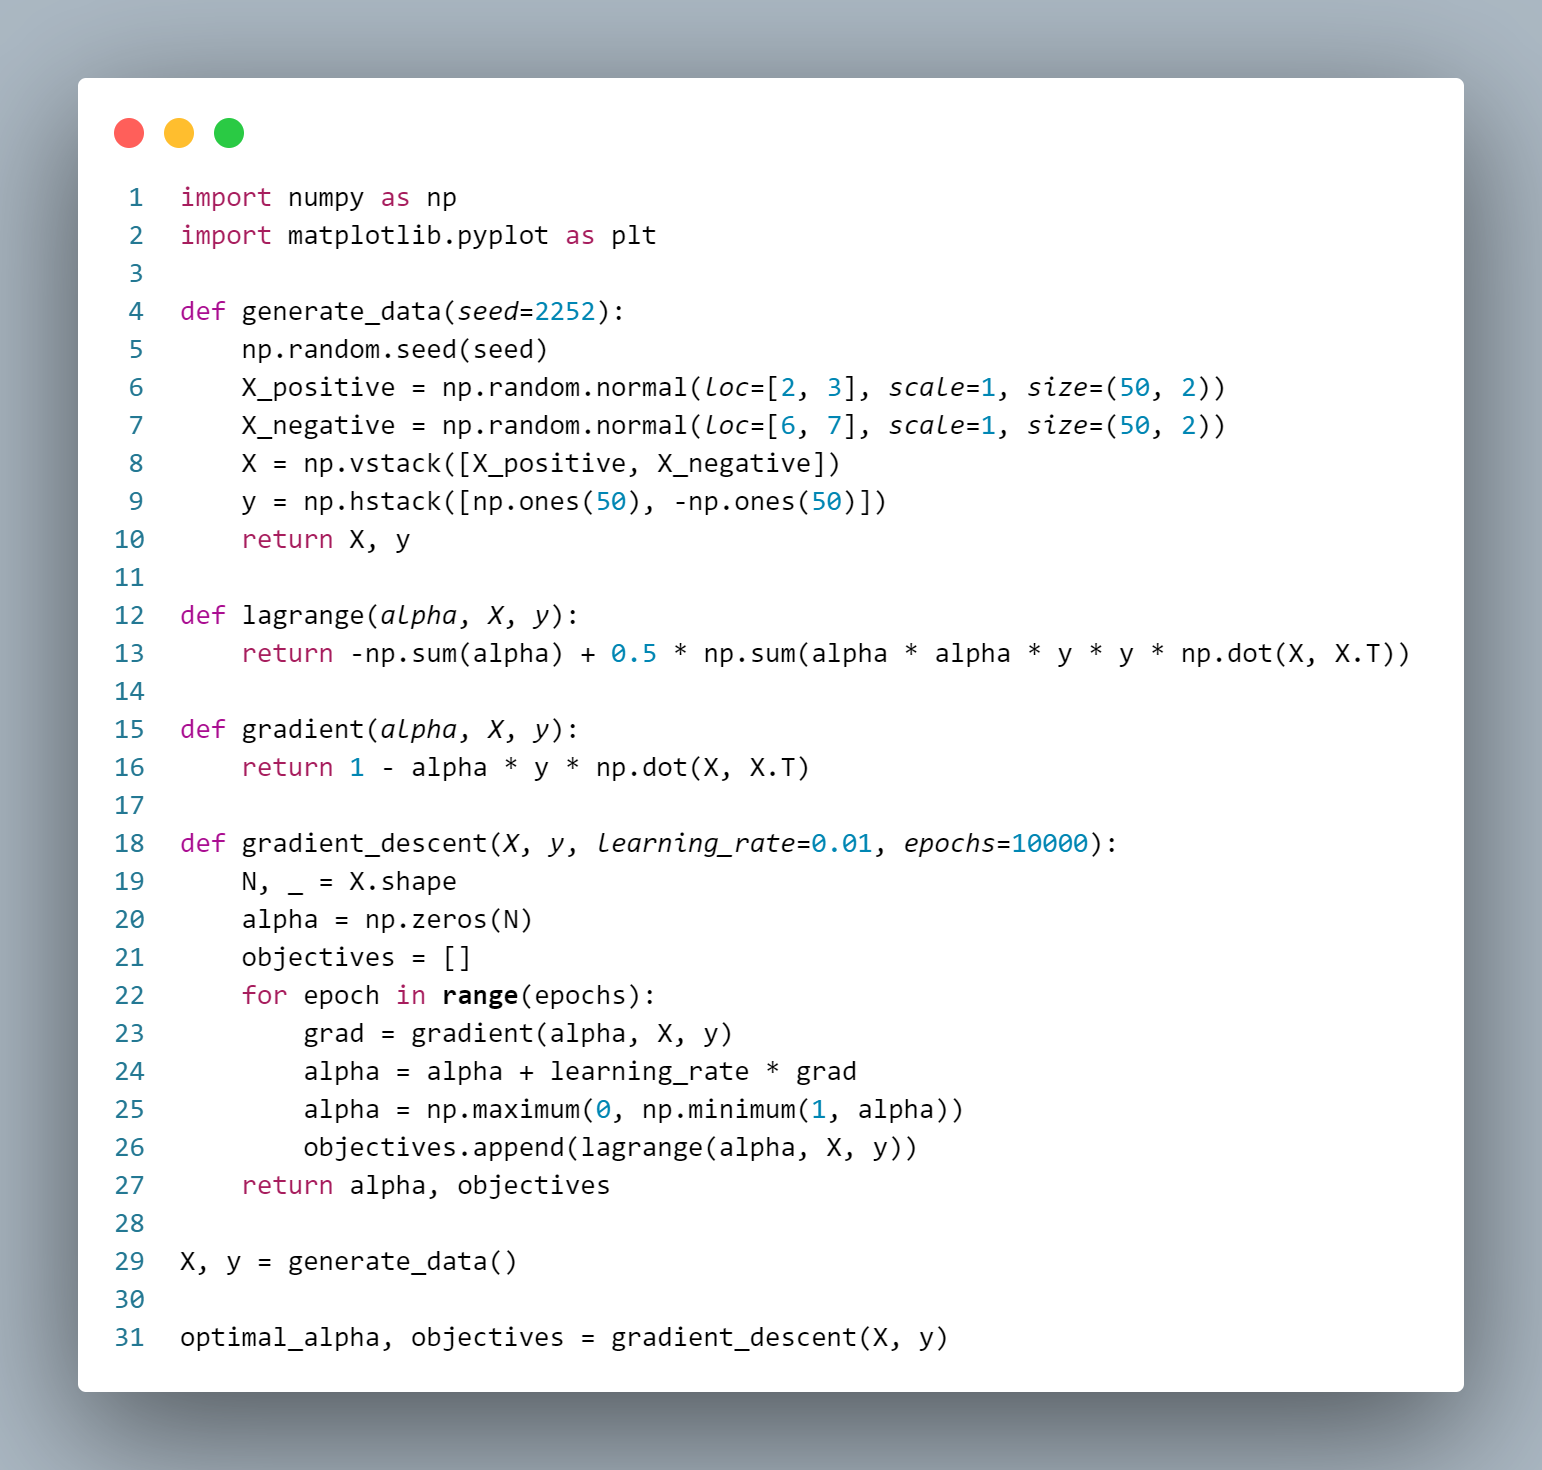 1 import numpy as np
2 import matplotlib.pyplot as plt
3
4 def generate_data(seed=2252):
5     np.random.seed(seed)
6     X_positive = np.random.normal(loc=[2, 3], scale=1, size=(50, 2))
7     X_negative = np.random.normal(loc=[6, 7], scale=1, size=(50, 2))
8     X = np.vstack([X_positive, X_negative])
9     y = np.hstack([np.ones(50), -np.ones(50)])
10     return X, y
11
12 def lagrange(alpha, X, y):
13     return -np.sum(alpha) + 0.5 * np.sum(alpha * alpha * y * y * np.dot(X, X.T))
14
15 def gradient(alpha, X, y):
16     return 1 - alpha * y * np.dot(X, X.T)
17
18 def gradient_descent(X, y, learning_rate=0.01, epochs=10000):
19     N, _ = X.shape
20     alpha = np.zeros(N)
21     objectives = []
22     for epoch in range(epochs):
23         grad = gradient(alpha, X, y)
24         alpha = alpha + learning_rate * grad
25         alpha = np.maximum(0, np.minimum(1, alpha))
26         objectives.append(lagrange(alpha, X, y))
27     return alpha, objectives
28
29 X, y = generate_data()
30
31 optimal_alpha, objectives = gradient_descent(X, y)